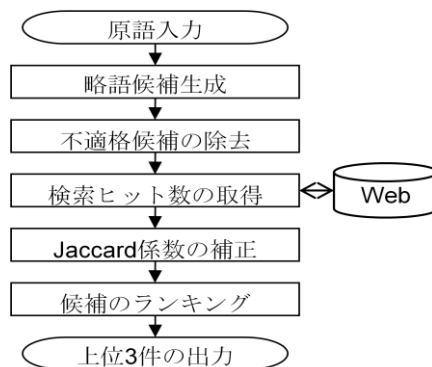 原語入力
略語候補生成
不適格候補の除去
検索ヒット数の取得
Web
Jaccard係数の補正
候補のランキング
上位3件の出力